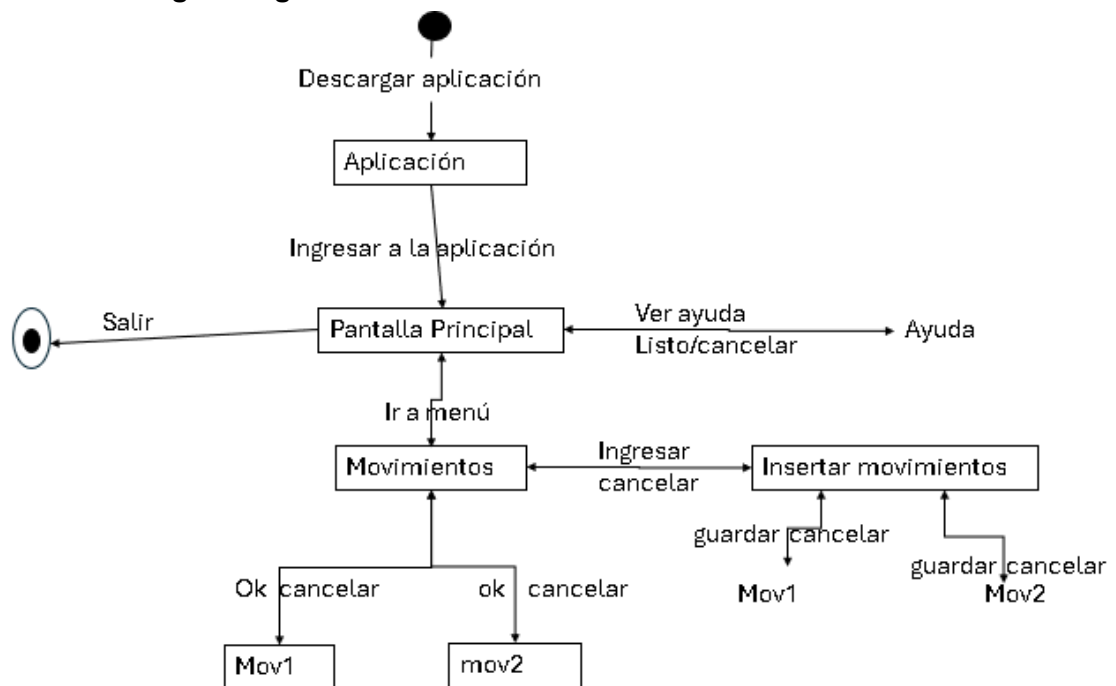 Descargar aplicación
Aplicación
Ingresar a la aplicación
Salir
Pantalla Principal
Ver ayuda
Listo/cancelar
Ayuda
Ir a menú
Movimientos
Ingresar
cancelar
Insertar movimientos
guardar cancelar
guardar cancelar
Mov1
Mov2
Ok cancelar
ok cancelar
Mov1
mov2